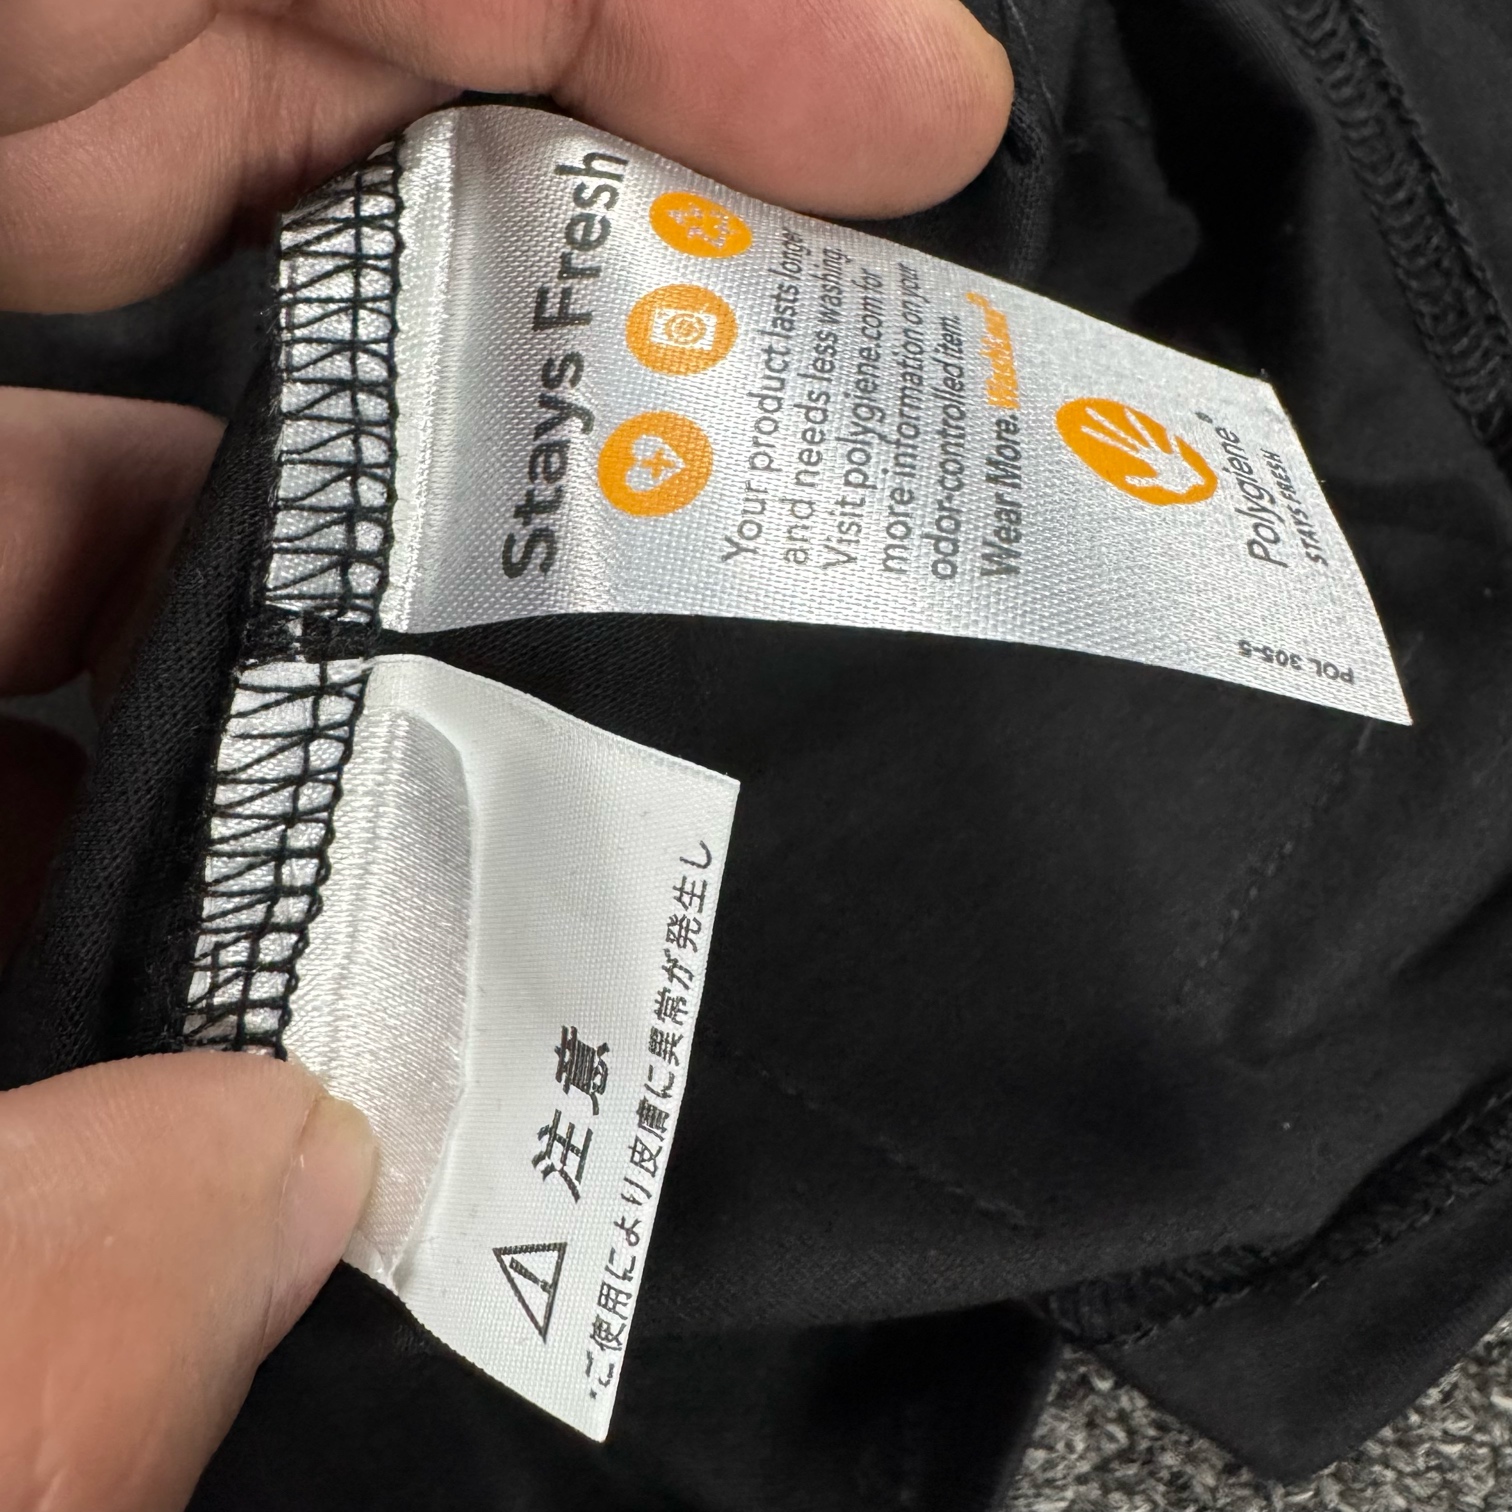 Stays Fresh
Your product lasts longer
and needs less washing.
Visit polygiene.com for
more information on your
odor-controlled item.
Wear More. Wash Less®
Polygiene®
STAYS FRESH
POL 305-5
注意
・ご使用により皮膚に異常が発生し